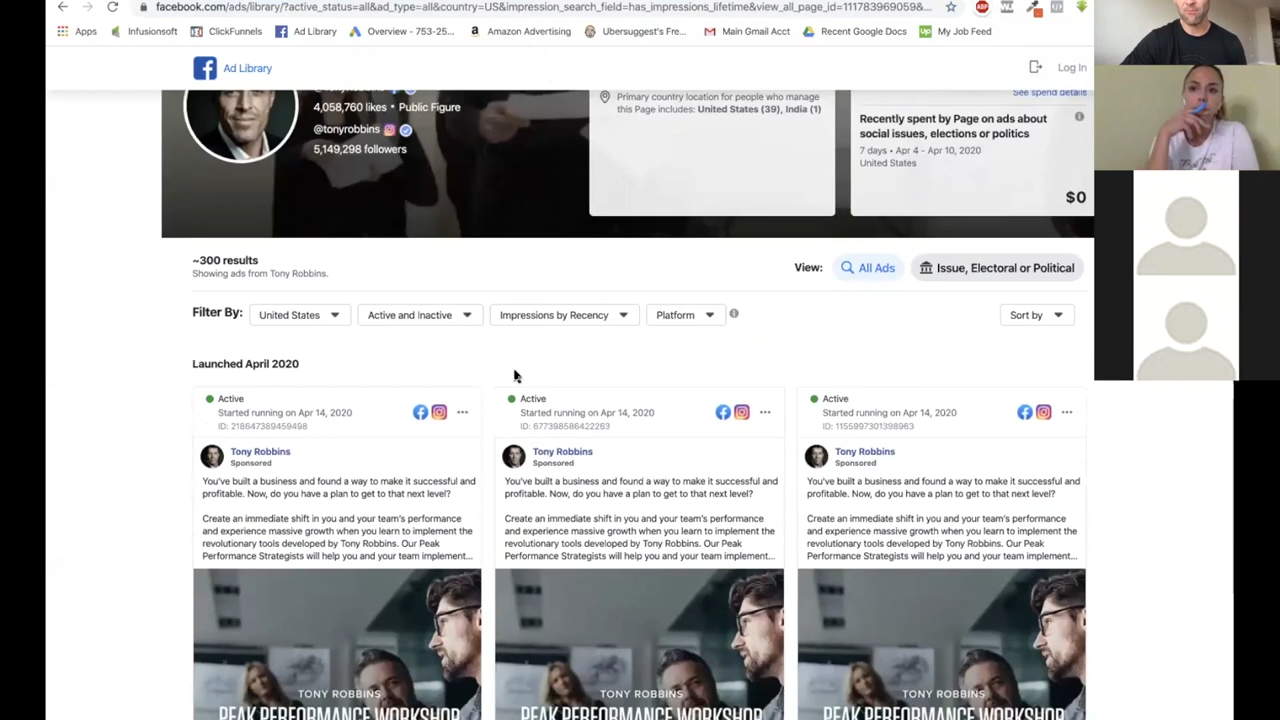 facebook.com/ads/library/?active_status=all&ad_type=all&country=US&impression_search_field=has_impressions_lifetime&view_all_page_id=1117839690​59&...
Apps Infusionsoft ClickFunnels Ad Library Overview - 753-25... Amazon Advertising Ubersuggest's Fre... Main Gmail Acct Recent Google Docs My Job Feed
Ad Library
Log In
4,058,760 likes • Public Figure
@tonyrobbins
5,149,298 followers
Primary country location for people who manage
this Page includes: United States (39), India (1)
See spend details
Recently spent by Page on ads about
social issues, elections or politics
7 days • Apr 4 - Apr 10, 2020
United States
$0
~300 results
Showing ads from Tony Robbins.
View: All Ads Issue, Electoral or Political
Filter By: United States Active and Inactive Impressions by Recency Platform Sort by
Launched April 2020
Active
Started running on Apr 14, 2020
ID: 218647389459498
Tony Robbins
Sponsored
You've built a business and found a way to make it successful and
profitable. Now, do you have a plan to get to that next level?
Create an immediate shift in you and your team's performance
and experience massive growth when you learn to implement the
revolutionary tools developed by Tony Robbins. Our Peak
Performance Strategists will help you and your team implement...
TONY ROBBINS
PEAK PERFORMANCE WORKSHOP
Active
Started running on Apr 14, 2020
ID: 677398586422263
Tony Robbins
Sponsored
You've built a business and found a way to make it successful and
profitable. Now, do you have a plan to get to that next level?
Create an immediate shift in you and your team's performance
and experience massive growth when you learn to implement the
revolutionary tools developed by Tony Robbins. Our Peak
Performance Strategists will help you and your team implement...
TONY ROBBINS
PEAK PERFORMANCE WORKSHOP
Active
Started running on Apr 14, 2020
ID: 1155997301398963
Tony Robbins
Sponsored
You've built a business and found a way to make it successful and
profitable. Now, do you have a plan to get to that next level?
Create an immediate shift in you and your team's performance
and experience massive growth when you learn to implement the
revolutionary tools developed by Tony Robbins. Our Peak
Performance Strategists will help you and your team implement...
TONY ROBBINS
PEAK PERFORMANCE WORKSHOP